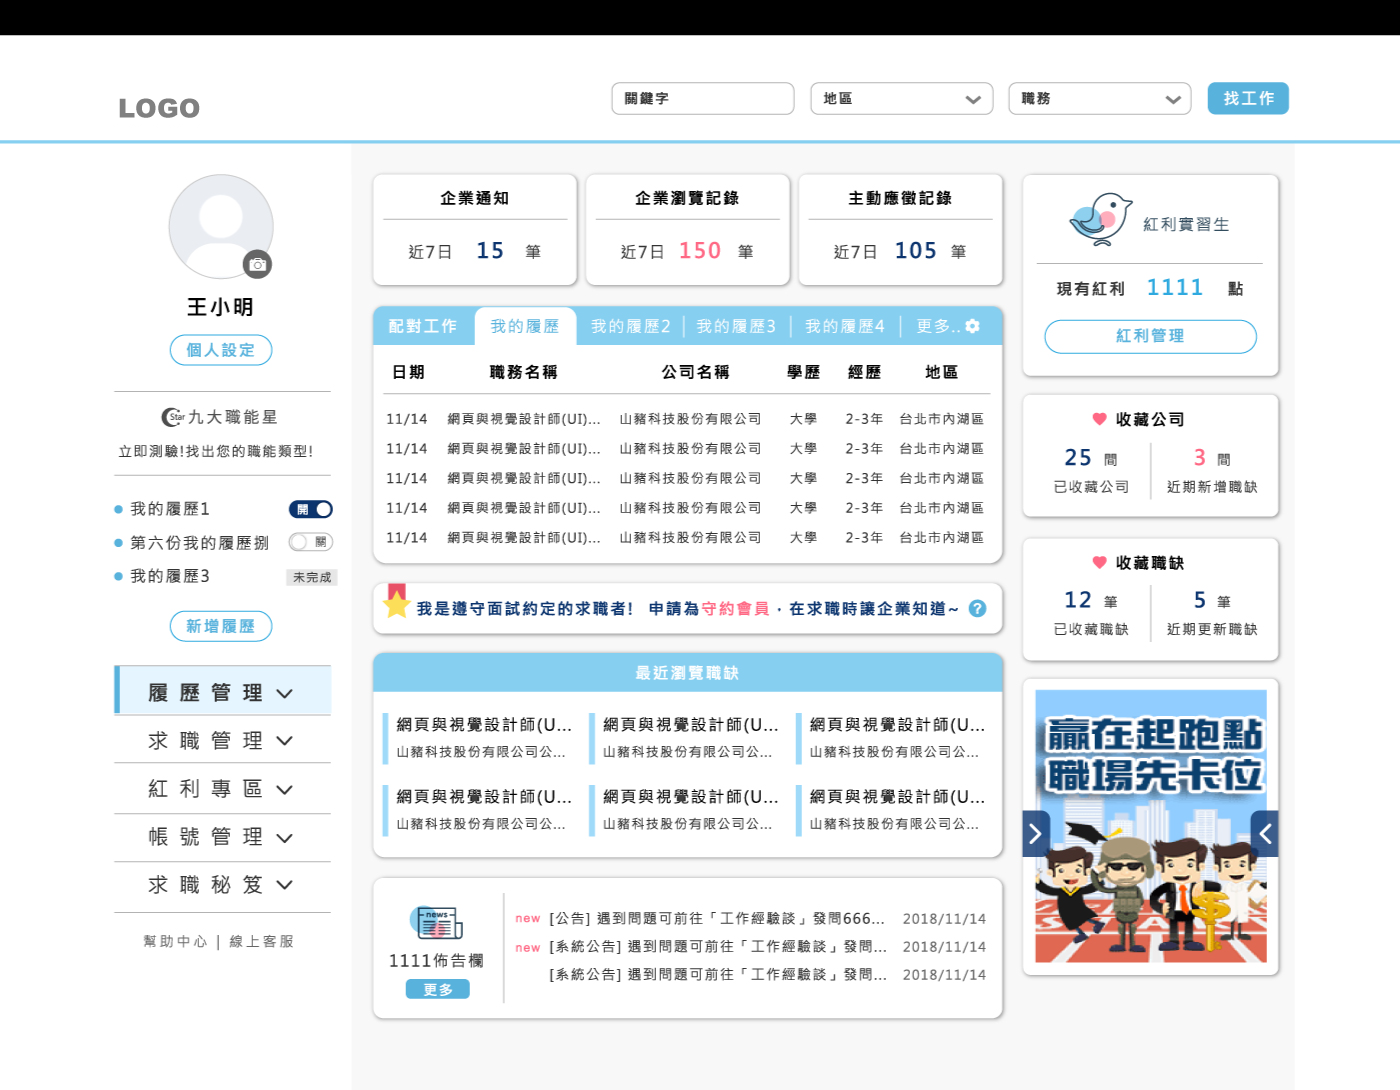 LOGO
關鍵字
地區
職務
找工作
王小明
個人設定
Star 九大職能星
立即測驗!找出您的職能類型!
我的履歷1
開
第六份我的履歷捌
關
我的履歷3
未完成
新增履歷
履歷管理
求職管理
紅利專區
帳號管理
求職秘笈
幫助中心 | 線上客服
企業通知
近7日 15 筆
企業瀏覽記錄
近7日 150 筆
主動應徵記錄
近7日 105 筆
配對工作 我的履歷 我的履歷2 我的履歷3 我的履歷4 更多..
日期 職務名稱 公司名稱 學歷 經歷 地區
11/14 網頁與視覺設計師(UI)... 山豬科技股份有限公司 大學 2-3年 台北市內湖區
11/14 網頁與視覺設計師(UI)... 山豬科技股份有限公司 大學 2-3年 台北市內湖區
11/14 網頁與視覺設計師(UI)... 山豬科技股份有限公司 大學 2-3年 台北市內湖區
11/14 網頁與視覺設計師(UI)... 山豬科技股份有限公司 大學 2-3年 台北市內湖區
11/14 網頁與視覺設計師(UI)... 山豬科技股份有限公司 大學 2-3年 台北市內湖區
我是遵守面試約定的求職者! 申請為守約會員，在求職時讓企業知道~ ?
最近瀏覽職缺
網頁與視覺設計師(U...
山豬科技股份有限公司公...
網頁與視覺設計師(U...
山豬科技股份有限公司公...
網頁與視覺設計師(U...
山豬科技股份有限公司公...
網頁與視覺設計師(U...
山豬科技股份有限公司公...
網頁與視覺設計師(U...
山豬科技股份有限公司公...
網頁與視覺設計師(U...
山豬科技股份有限公司公...
news
1111佈告欄
更多
new [公告] 遇到問題可前往「工作經驗談」發問666... 2018/11/14
new [系統公告] 遇到問題可前往「工作經驗談」發問... 2018/11/14
[系統公告] 遇到問題可前往「工作經驗談」發問... 2018/11/14
紅利實習生
現有紅利 1111 點
紅利管理
收藏公司
25 間
已收藏公司
3 間
近期新增職缺
收藏職缺
12 筆
已收藏職缺
5 筆
近期更新職缺
贏在起跑點
職場先卡位